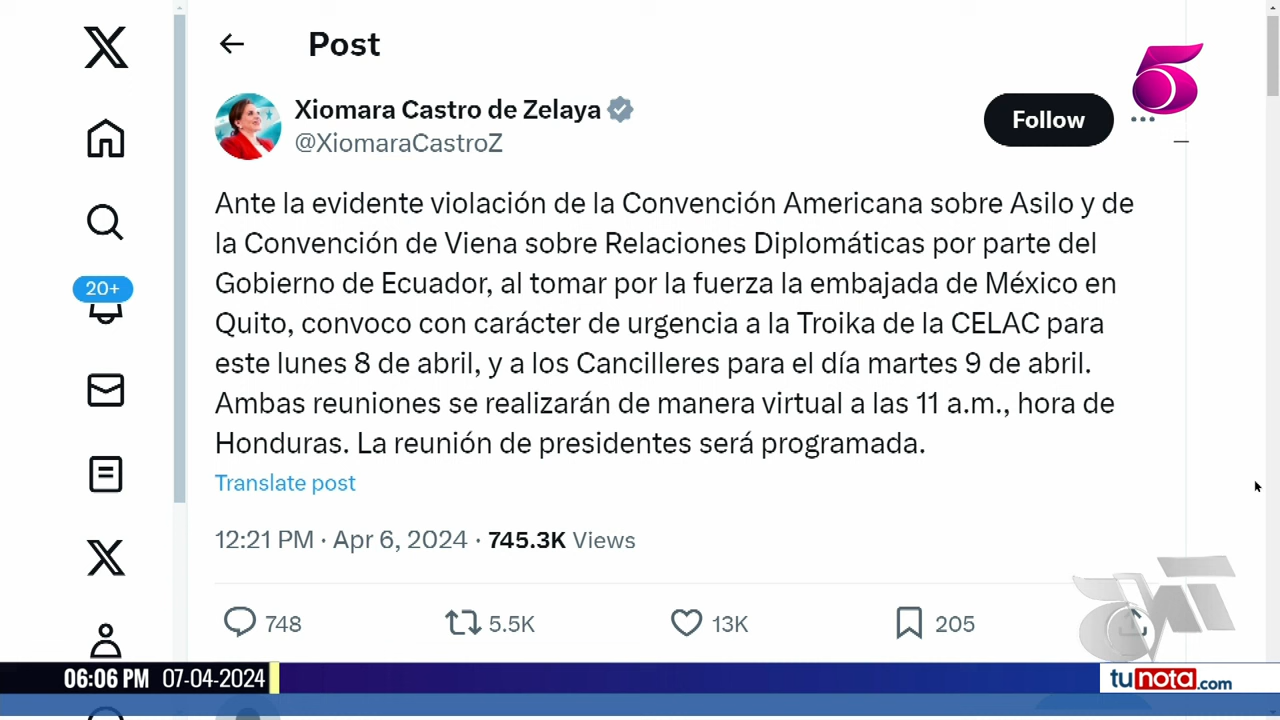 Post
5
Xiomara Castro de Zelaya
@XiomaraCastroZ
Follow
Ante la evidente violación de la Convención Americana sobre Asilo y de
la Convención de Viena sobre Relaciones Diplomáticas por parte del
Gobierno de Ecuador, al tomar por la fuerza la embajada de México en
Quito, convoco con carácter de urgencia a la Troika de la CELAC para
este lunes 8 de abril, y a los Cancilleres para el día martes 9 de abril.
Ambas reuniones se realizarán de manera virtual a las 11 a.m., hora de
Honduras. La reunión de presidentes será programada.
Translate post
12:21 PM · Apr 6, 2024 · 745.3K Views
748 5.5K 13K 205
20+
06:06 PM 07-04-2024
tunota.com